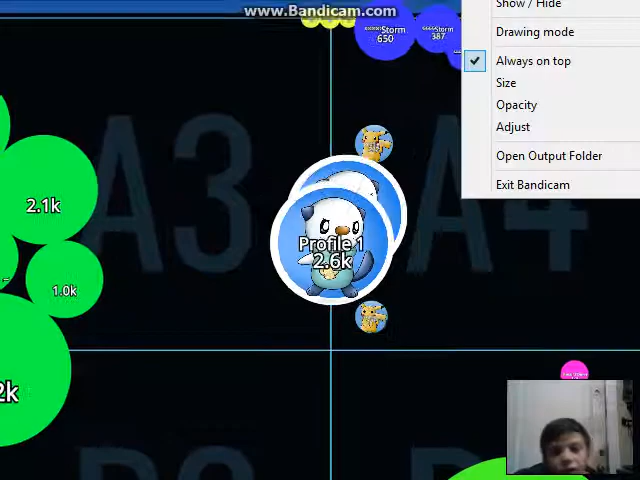 www.Bandicam.com
Show / Hide
Drawing mode
Always on top
Size
Opacity
Adjust
Open Output Folder
Exit Bandicam
Storm
650
387
A3
A4
2.1k
1.0k
Profile 1
2.6k
2k